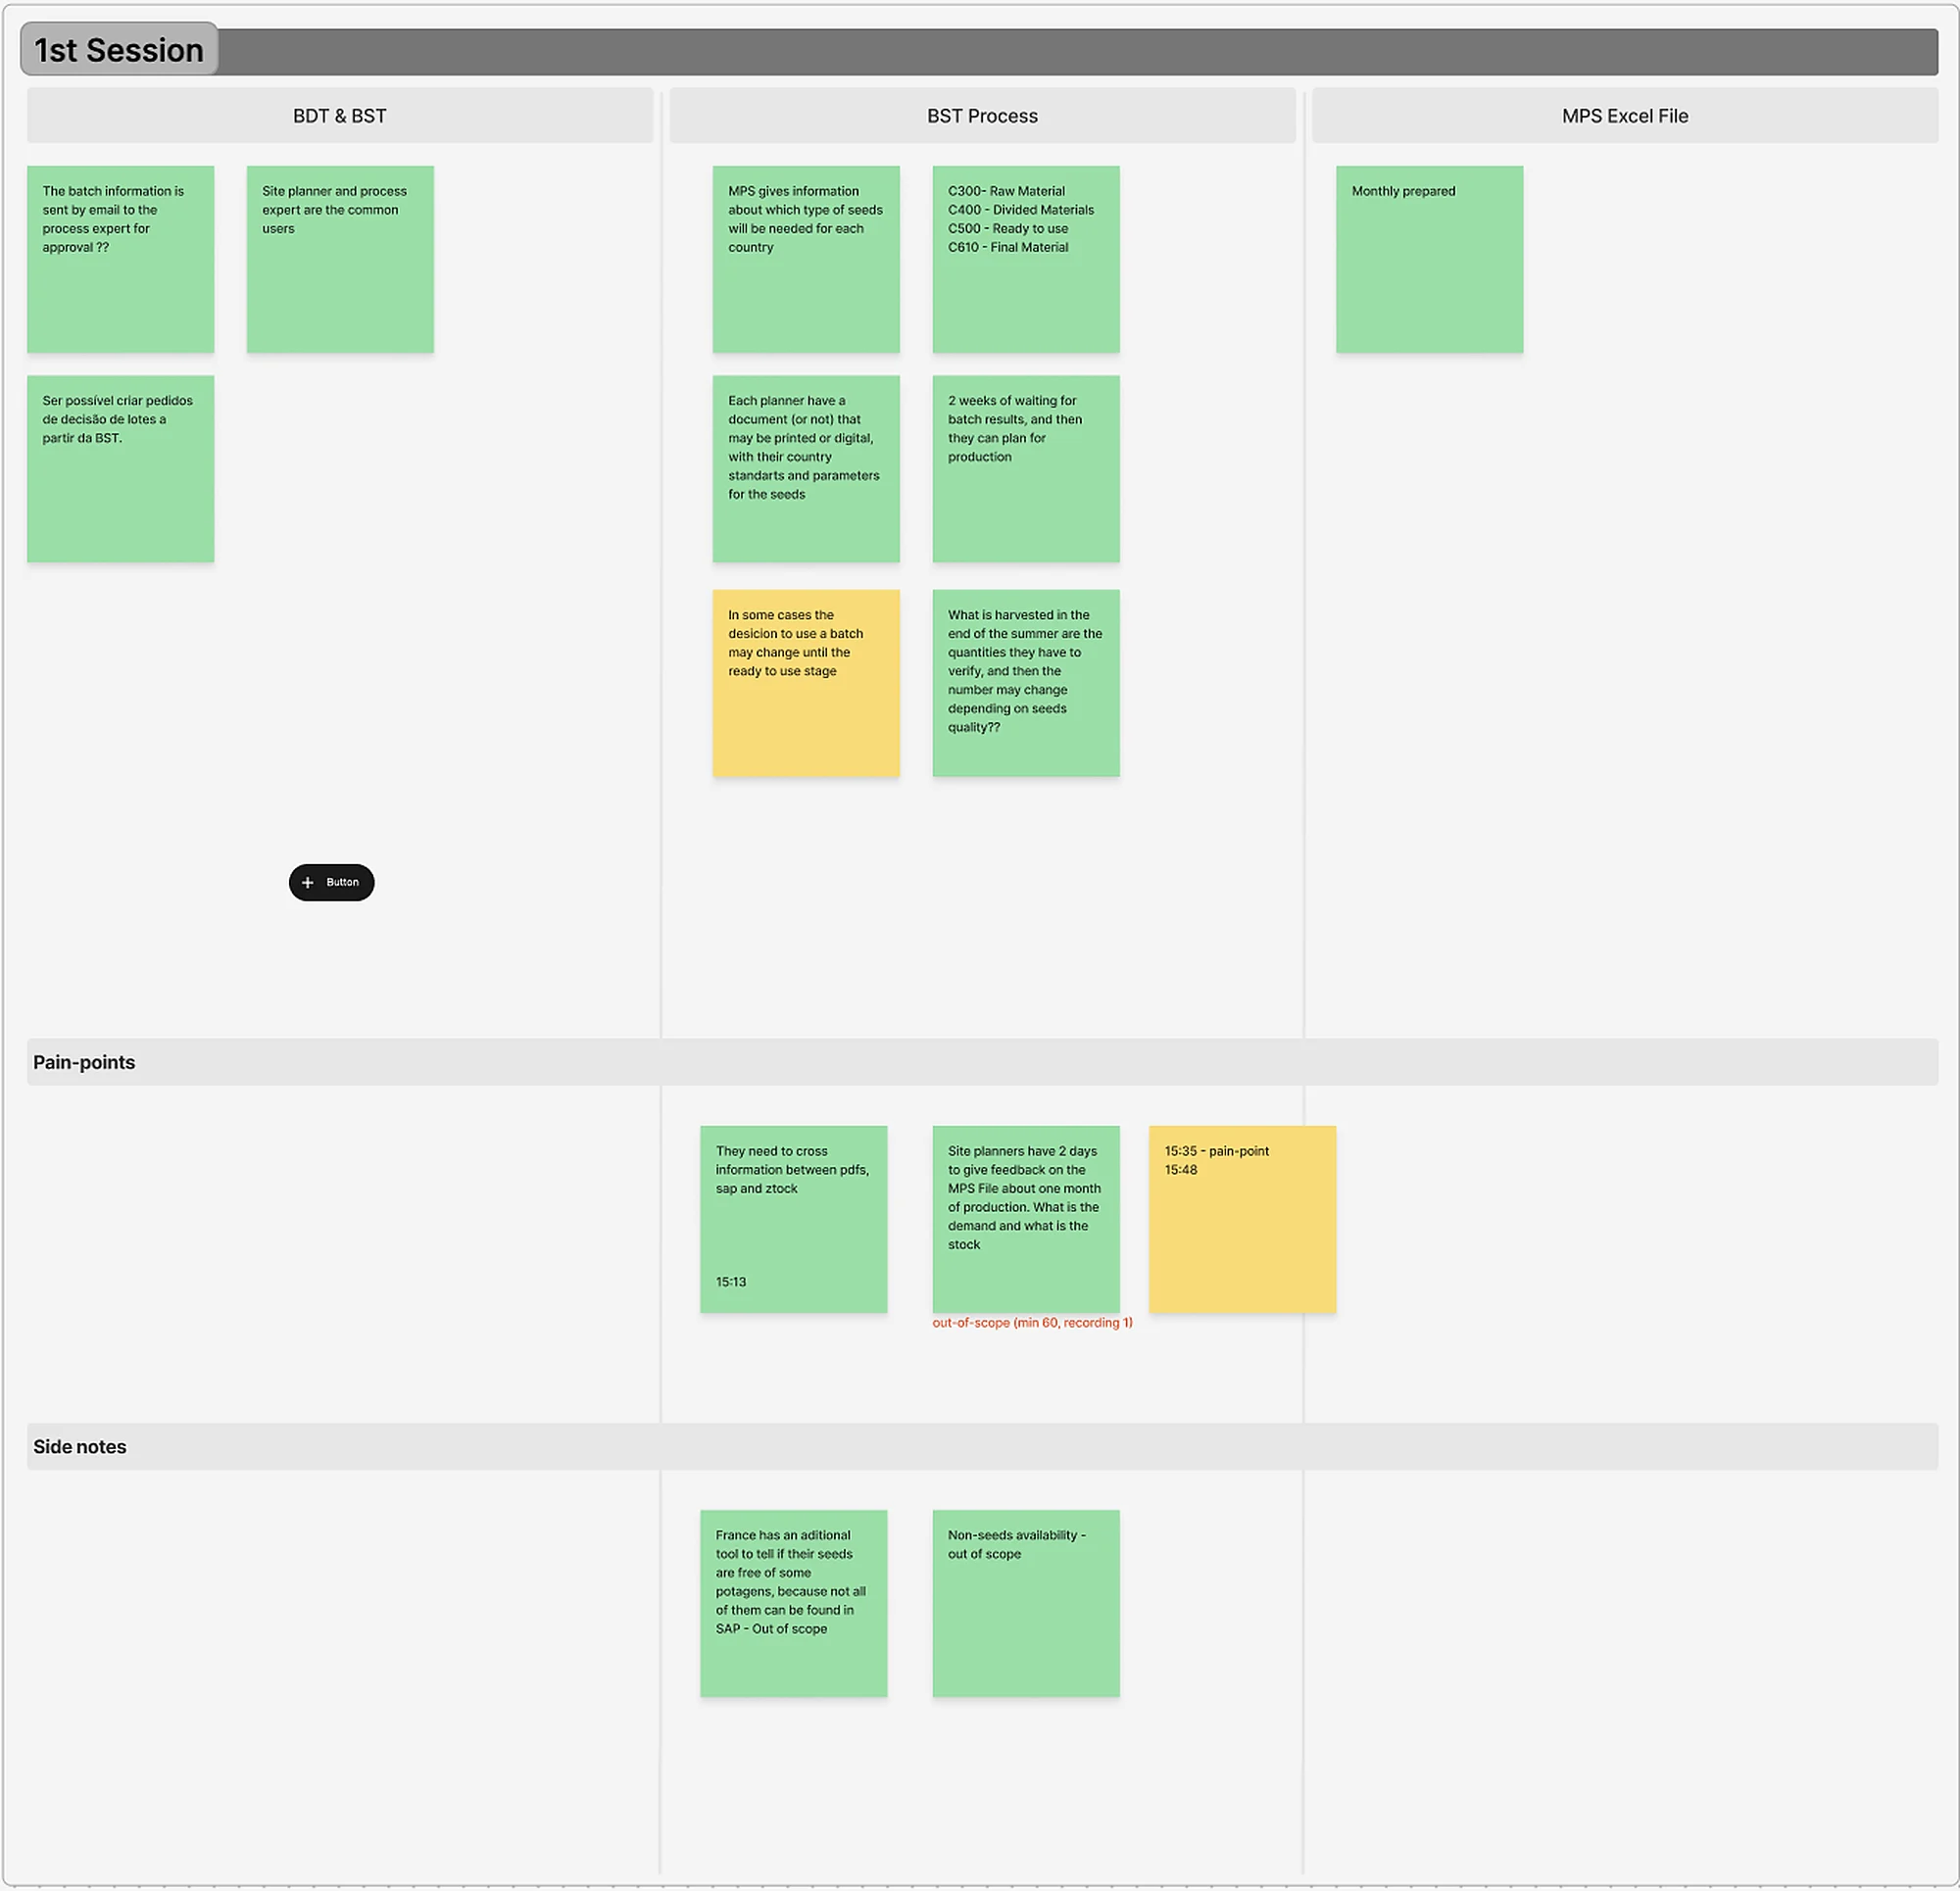 1st Session
BDT & BST
BST Process
MPS Excel File
The batch information is
sent by email to the
process expert for
approval ??
Site planner and process
expert are the common
users
Ser possível criar pedidos
de decisão de lotes a
partir da BST.
Button
MPS gives information
about which type of seeds
will be needed for each
country
C300- Raw Material
C400 - Divided Materials
C500 - Ready to use
C610 - Final Material
Each planner have a
document (or not) that
may be printed or digital,
with their country
standarts and parameters
for the seeds
2 weeks of waiting for
batch results, and then
they can plan for
production
In some cases the
desicion to use a batch
may change until the
ready to use stage
What is harvested in the
end of the summer are the
quantities they have to
verify, and then the
number may change
depending on seeds
quality??
Monthly prepared
Pain-points
They need to cross
information between pdfs,
sap and ztock
15:13
Site planners have 2 days
to give feedback on the
MPS File about one month
of production. What is the
demand and what is the
stock
out-of-scope (min 60, recording 1)
15:35 - pain-point
15:48
Side notes
France has an aditional
tool to tell if their seeds
are free of some
potagens, because not all
of them can be found in
SAP - Out of scope
Non-seeds availability -
out of scope